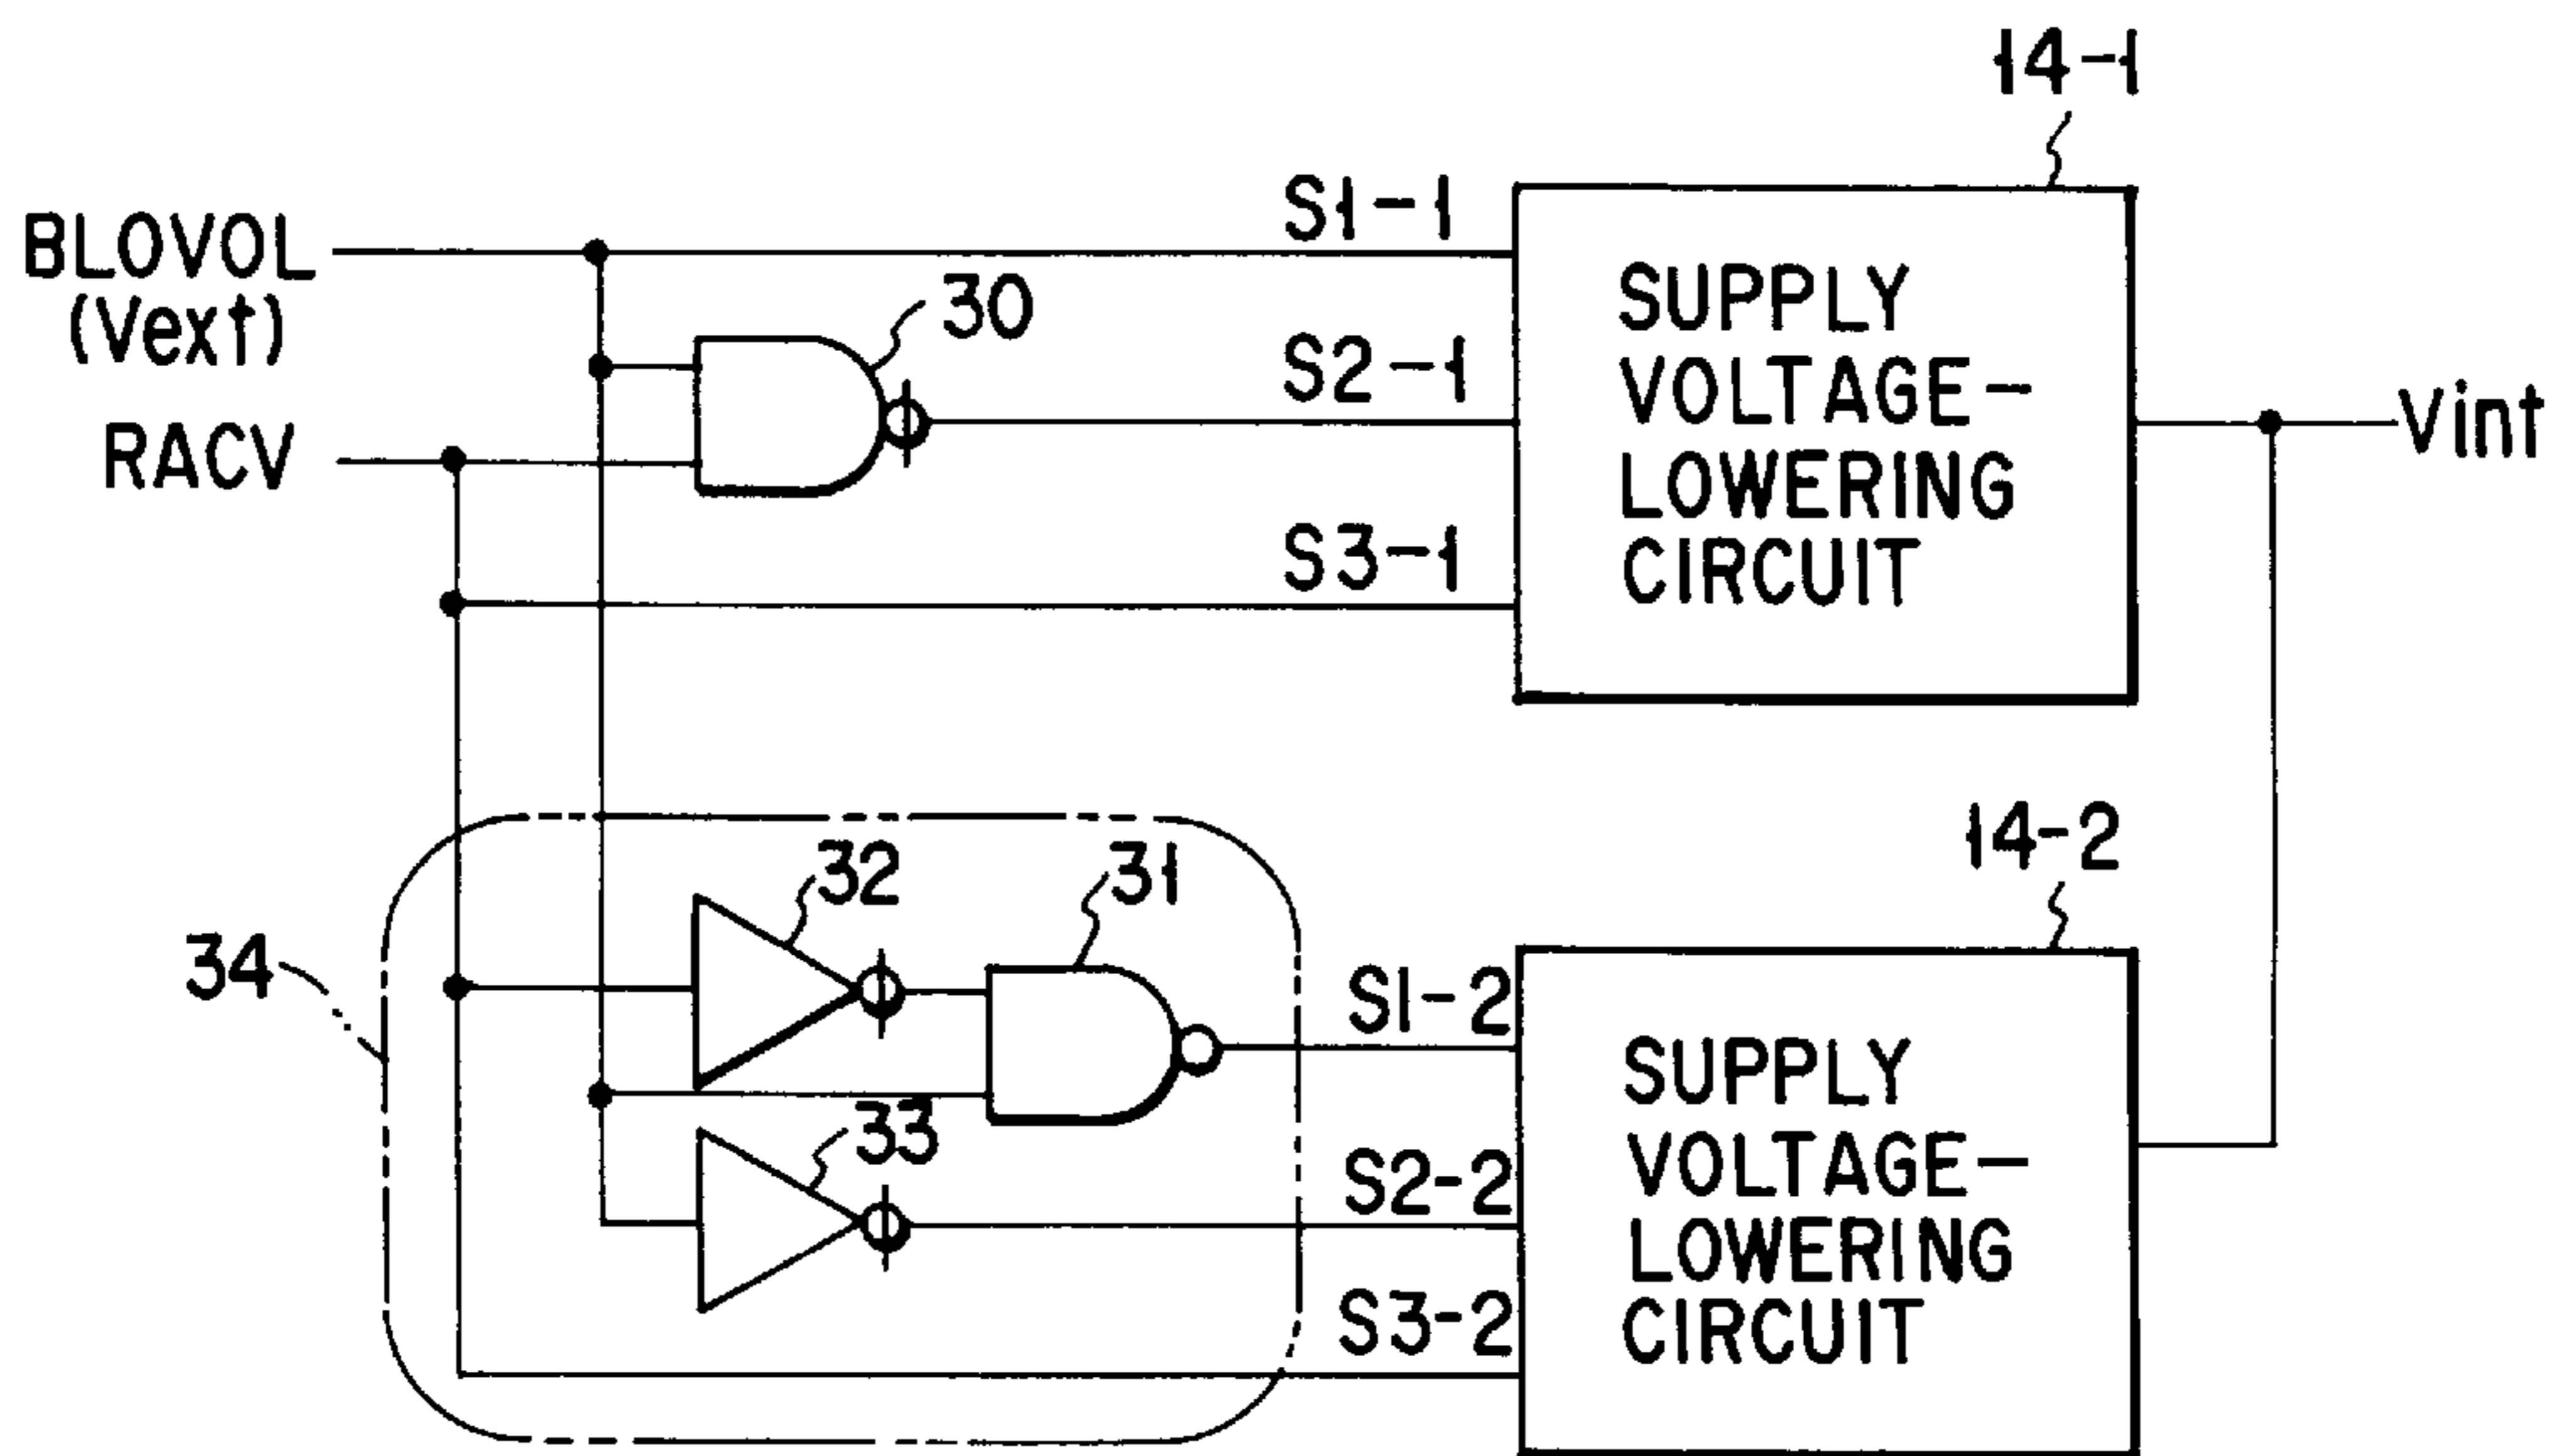 14-1
BLOVOL
(Vext)
RACV
30
S1-1
S2-1
S3-1
SUPPLY
VOLTAGE-
LOWERING
CIRCUIT
Vint
34
32
31
33
S1-2
S2-2
S3-2
14-2
SUPPLY
VOLTAGE-
LOWERING
CIRCUIT